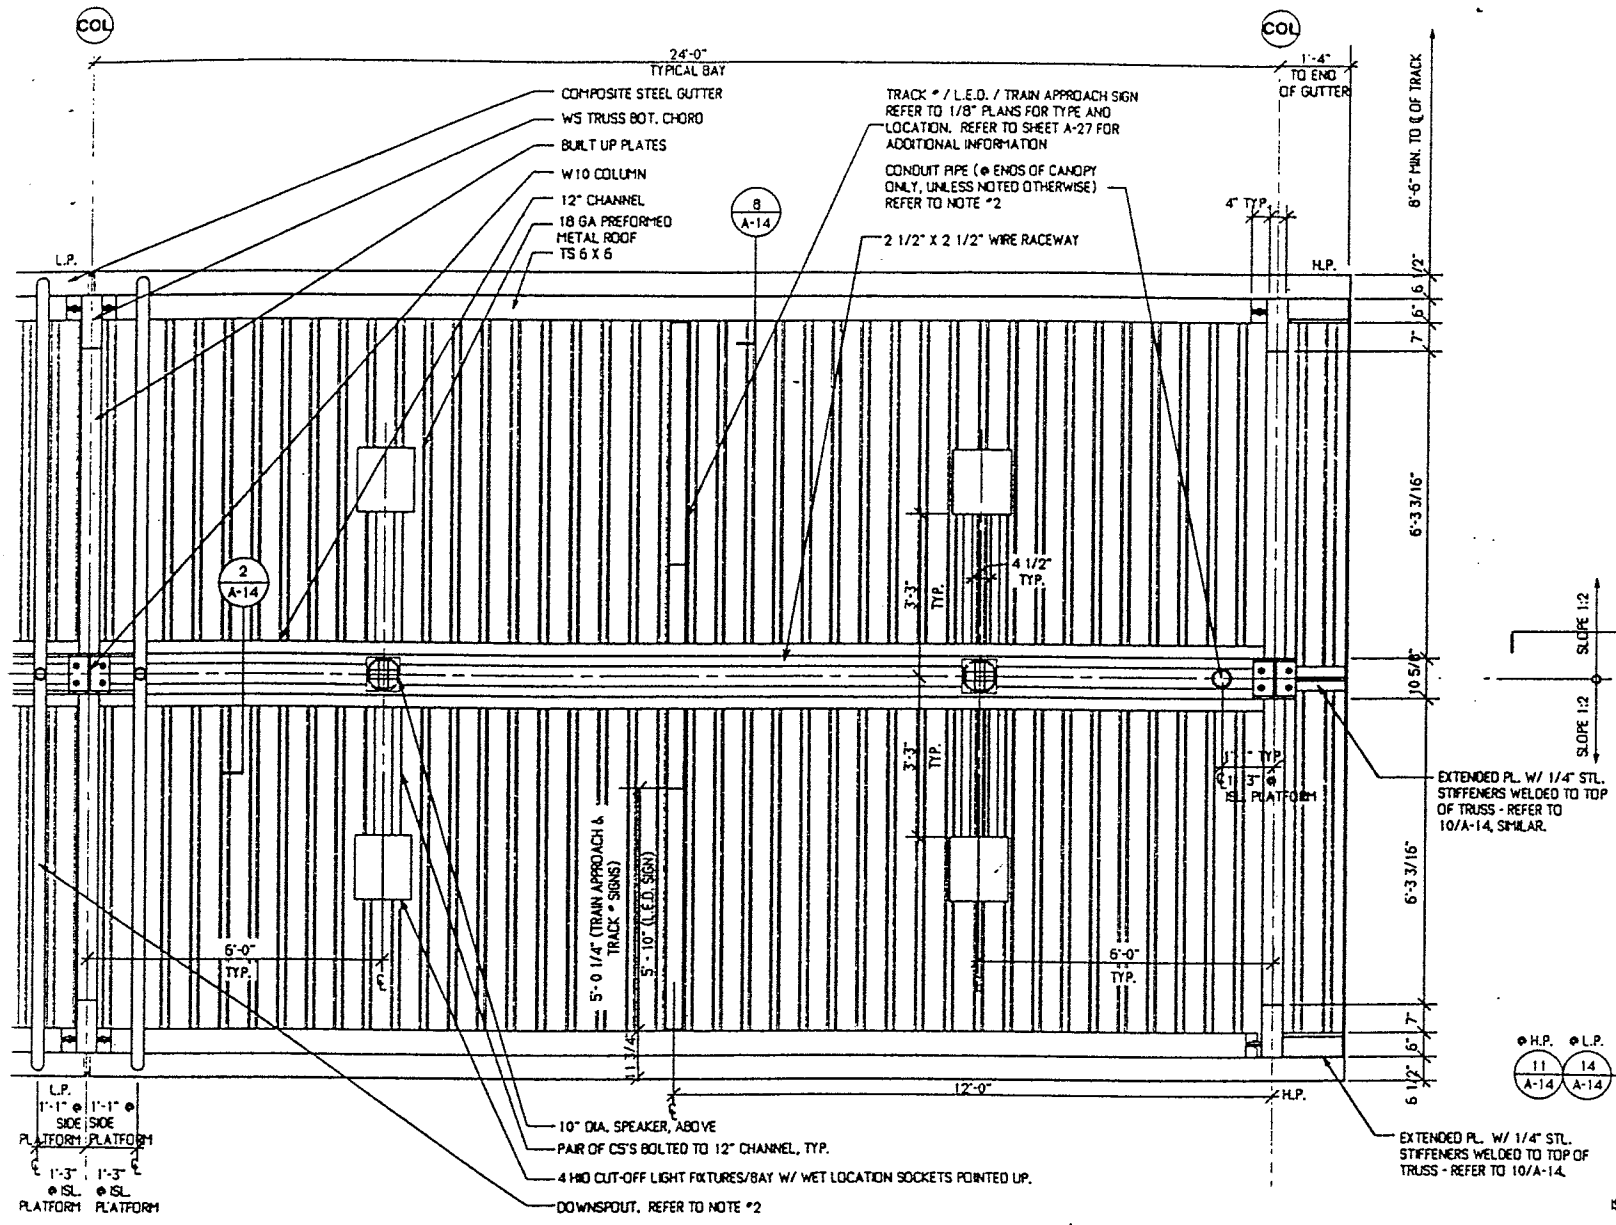 COL
COL
24'-0"
TYPICAL BAY
1'-4"
TO END
OF GUTTER
8'-6" MIN. TO ℄ OF TRACK
COMPOSITE STEEL GUTTER
W5 TRUSS BOT. CHORD
BUILT UP PLATES
W10 COLUMN
12" CHANNEL
18 GA PREFORMED
METAL ROOF
TS 6 X 6
8
A-14
TRACK # / L.E.D. / TRAIN APPROACH SIGN
REFER TO 1/8" PLANS FOR TYPE AND
LOCATION. REFER TO SHEET A-27 FOR
ADDITIONAL INFORMATION
CONDUIT PIPE (@ ENDS OF CANOPY
ONLY, UNLESS NOTED OTHERWISE)
REFER TO NOTE #2
2 1/2" X 2 1/2" WIRE RACEWAY
4" TYP.
L.P.
H.P.
6 1/2"
6"
7"
6'-3 3/16"
2
A-14
4 1/2"
TYP.
3'-3"
TYP.
10 5/8"
SLOPE 1:2
SLOPE 1:2
3'-3"
TYP.
1'-1" TYP.
℄ 1'-3" @
ISL. PLATFORM
EXTENDED PL. W/ 1/4" STL.
STIFFENERS WELDED TO TOP
OF TRUSS - REFER TO
10/A-14, SIMILAR.
5'- 0 1/4" (TRAIN APPROACH &
TRACK # SIGNS)
5' - 10" (L.E.D. SIGN)
6'-3 3/16"
6'-0"
TYP.
℄
6'-0"
TYP.
7"
6"
6 1/2"
11 3/4"
12'-0"
℄
H.P.
@ H.P. @ L.P.
11
A-14
14
A-14
L.P.
1'-1" @ 1'-1" @
SIDE SIDE
PLATFORM PLATFORM
℄ ℄
1'-3" 1'-3"
@ ISL. @ ISL.
PLATFORM PLATFORM
10" DIA. SPEAKER, ABOVE
PAIR OF C5'S BOLTED TO 12" CHANNEL, TYP.
4 HID CUT-OFF LIGHT FIXTURES/BAY W/ WET LOCATION SOCKETS POINTED UP.
DOWNSPOUT. REFER TO NOTE #2
EXTENDED PL. W/ 1/4" STL.
STIFFENERS WELDED TO TOP OF
TRUSS - REFER TO 10/A-14.